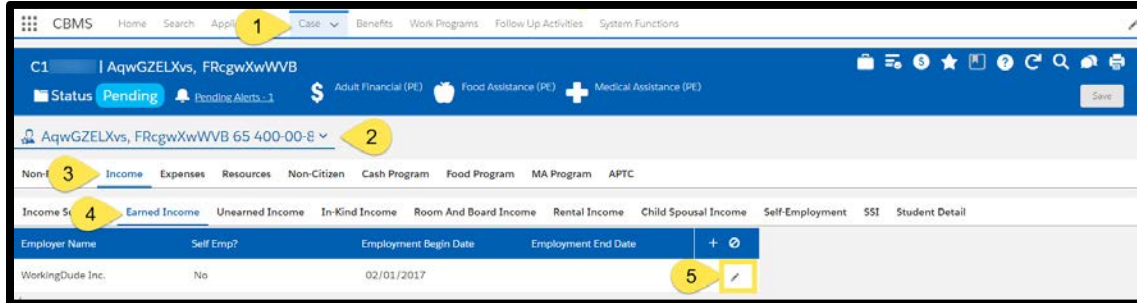 CBMS Home Search Appli 1 Case Benefits Work Programs Follow Up Activities System Functions
C1 | AqwGZELXvs, FRcgwXwWVB
Status Pending Pending Alerts - 1 $ Adult Financial (PE) Food Assistance (PE) Medical Assistance (PE) Save
AqwGZELXvs, FRcgwXwWVB 65 400-00-8 2
Non- 3 Income Expenses Resources Non-Citizen Cash Program Food Program MA Program APTC
Income 4 Earned Income Unearned Income In-Kind Income Room And Board Income Rental Income Child Spousal Income Self-Employment SSI Student Detail
Employer Name Self Emp? Employment Begin Date Employment End Date +
WorkingDude Inc. No 02/01/2017 5